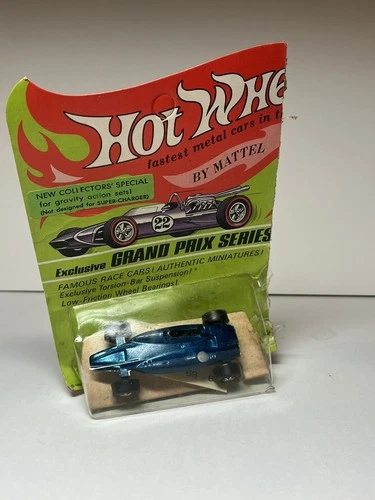 HOT WHE
fastest metal cars in t
BY MATTEL
NEW COLLECTORS' SPECIAL
for gravity action sets!
(Not designed for SUPER-CHARGER)
22
Exclusive GRAND PRIX SERIES
FAMOUS RACE CARS! AUTHENTIC MINIATURES!
Exclusive Torsion-Bar Suspension!
Low-Friction Wheel Bearings!